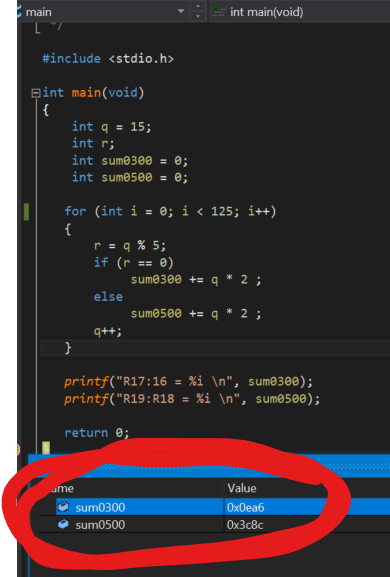 main
int main(void)
*/
#include <stdio.h>
int main(void)
{
int q = 15;
int r;
int sum0300 = 0;
int sum0500 = 0;
for (int i = 0; i < 125; i++)
{
r = q % 5;
if (r == 0)
sum0300 += q * 2 ;
else
sum0500 += q * 2 ;
q++;
}
printf("R17:16 = %i \n", sum0300);
printf("R19:R18 = %i \n", sum0500);
return 0;
}
Value
sum0300 0x0ea6
sum0500 0x3c8c